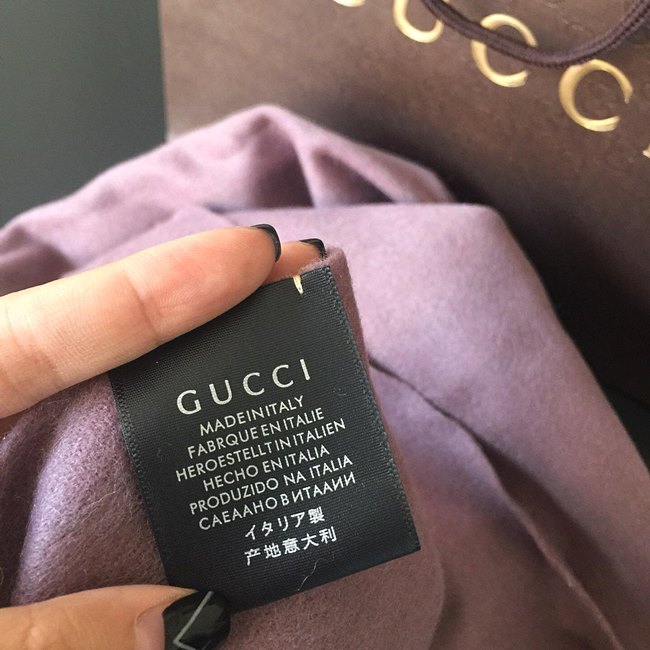 GUCCI
GUCCI
MADEINITALY
FABRQUE EN ITALIE
HEROESTELLT IN ITALIEN
HECHO EN ITALIA
PRODUZIDO NA ITALIA
CAEAAHO B ИTAAИИ
イタリア製
产地意大利